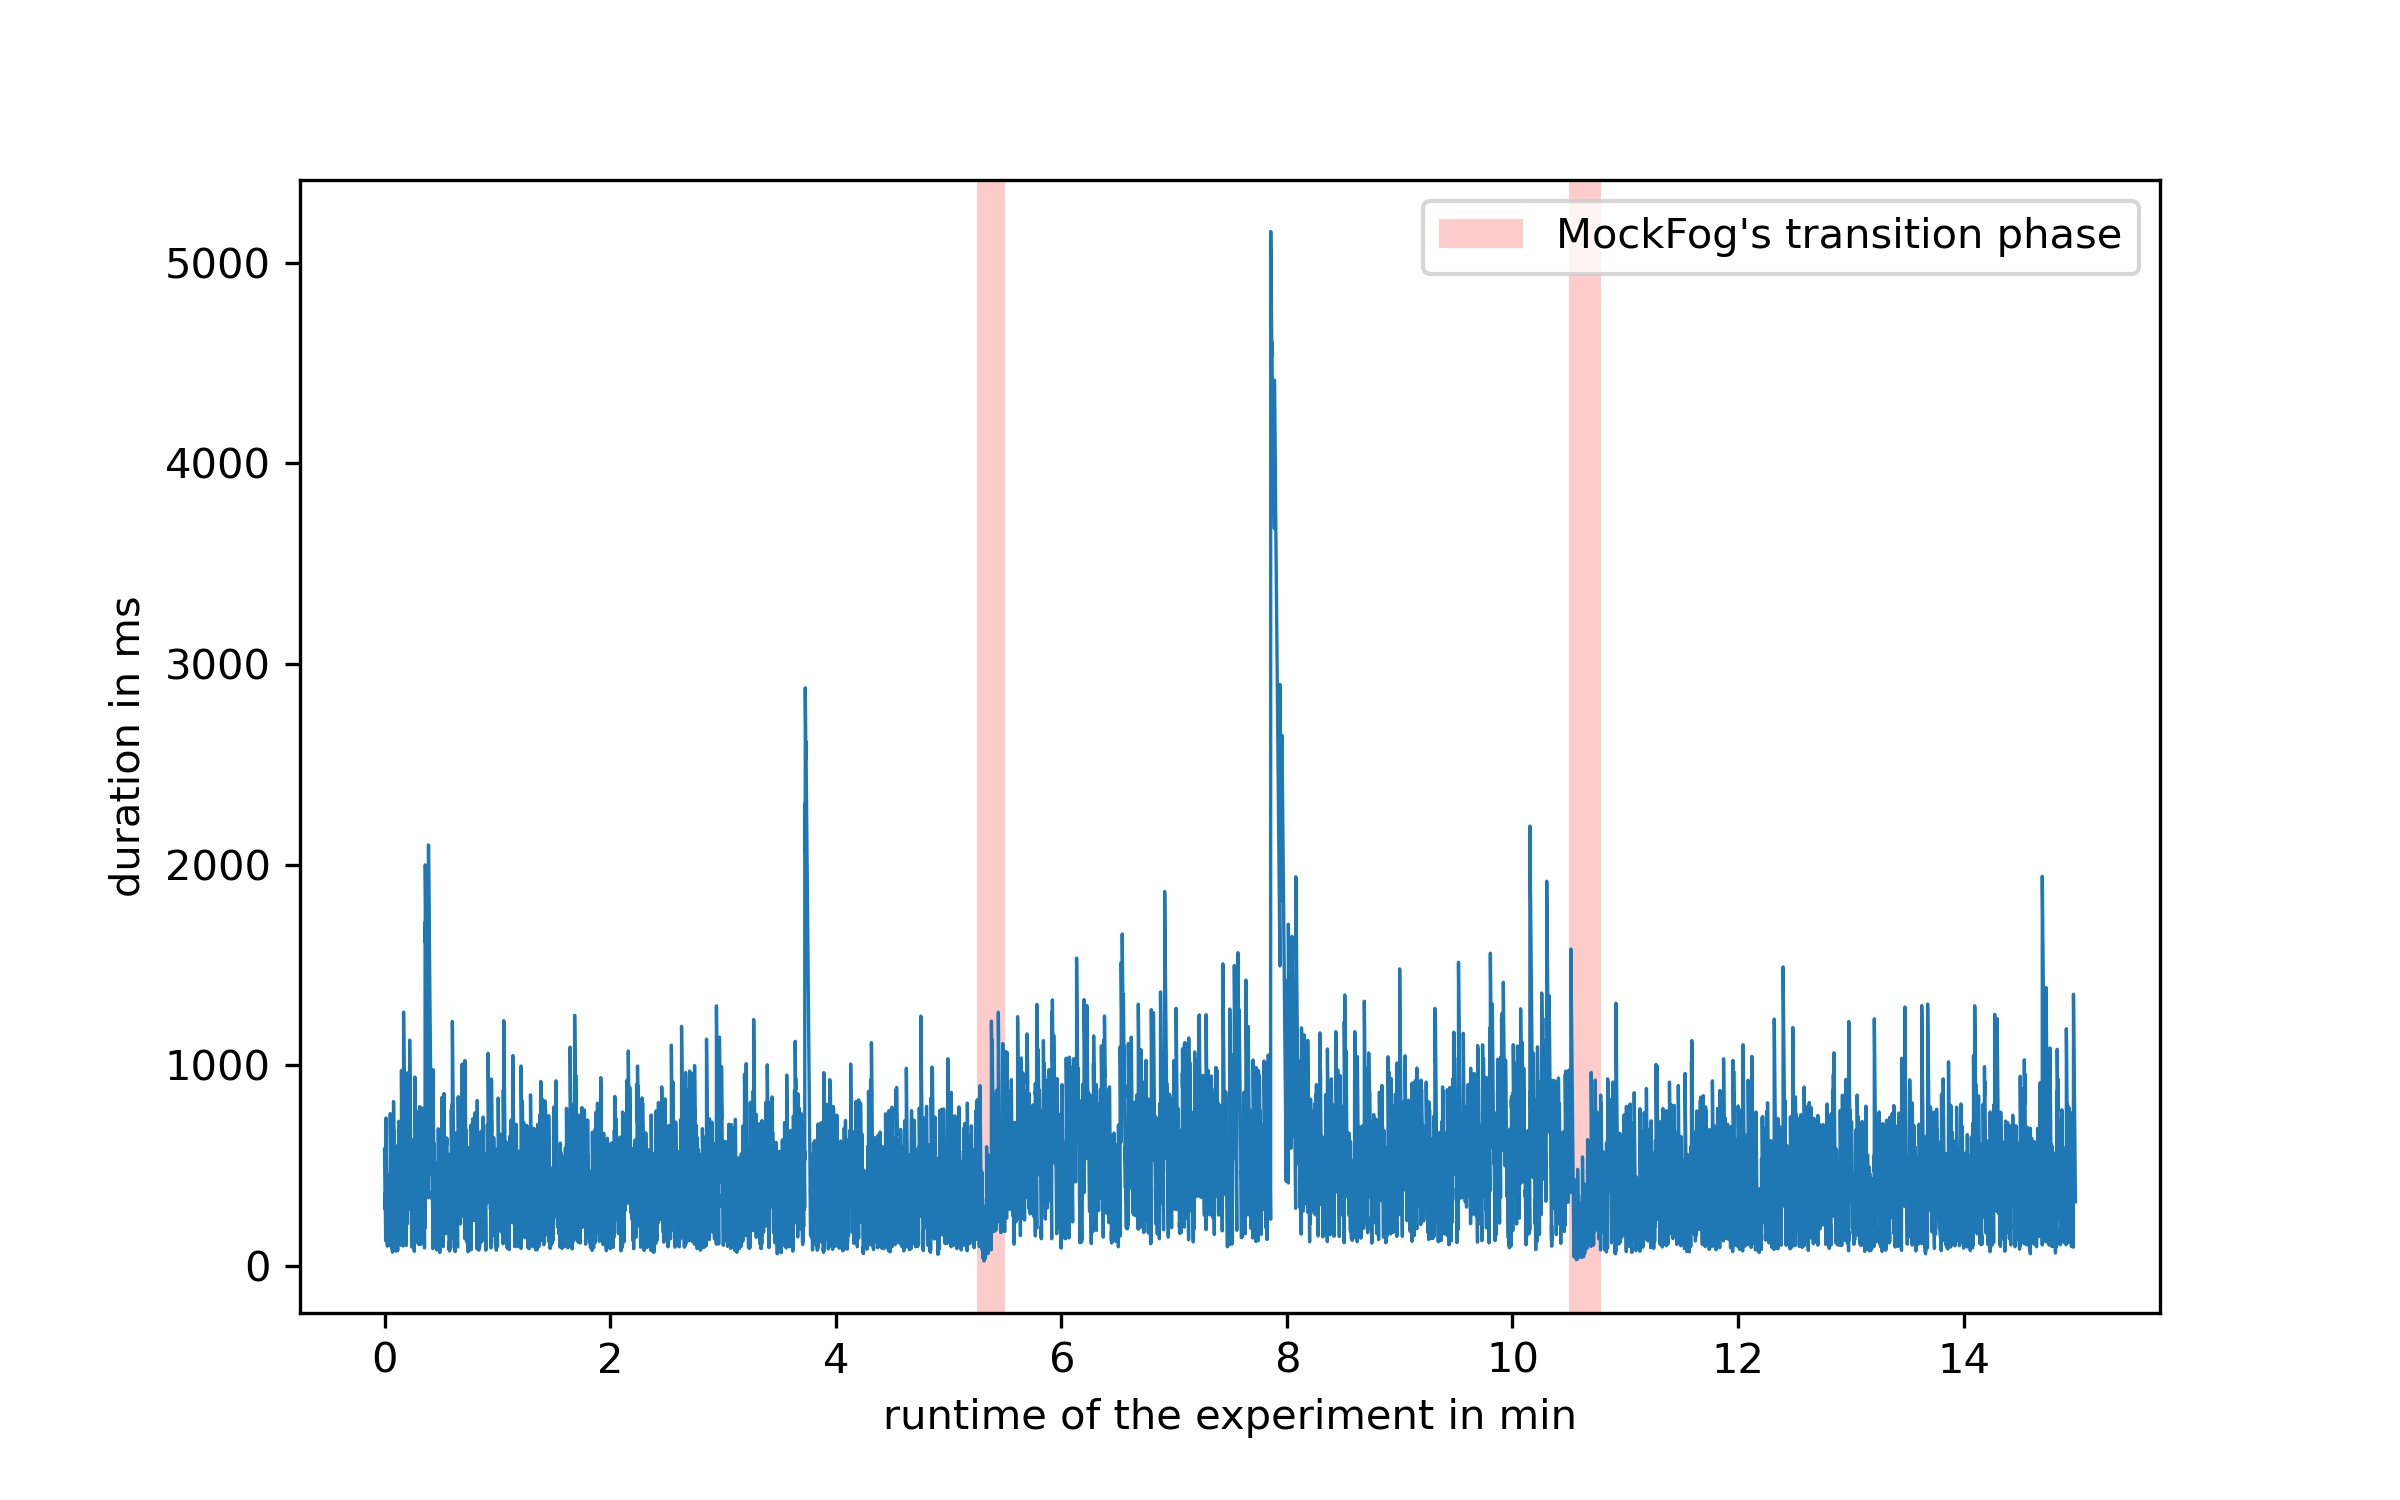 MockFog's transition phase
5000
4000
3000
2000
1000
0
duration in ms
0 2 4 6 8 10 12 14
runtime of the experiment in min